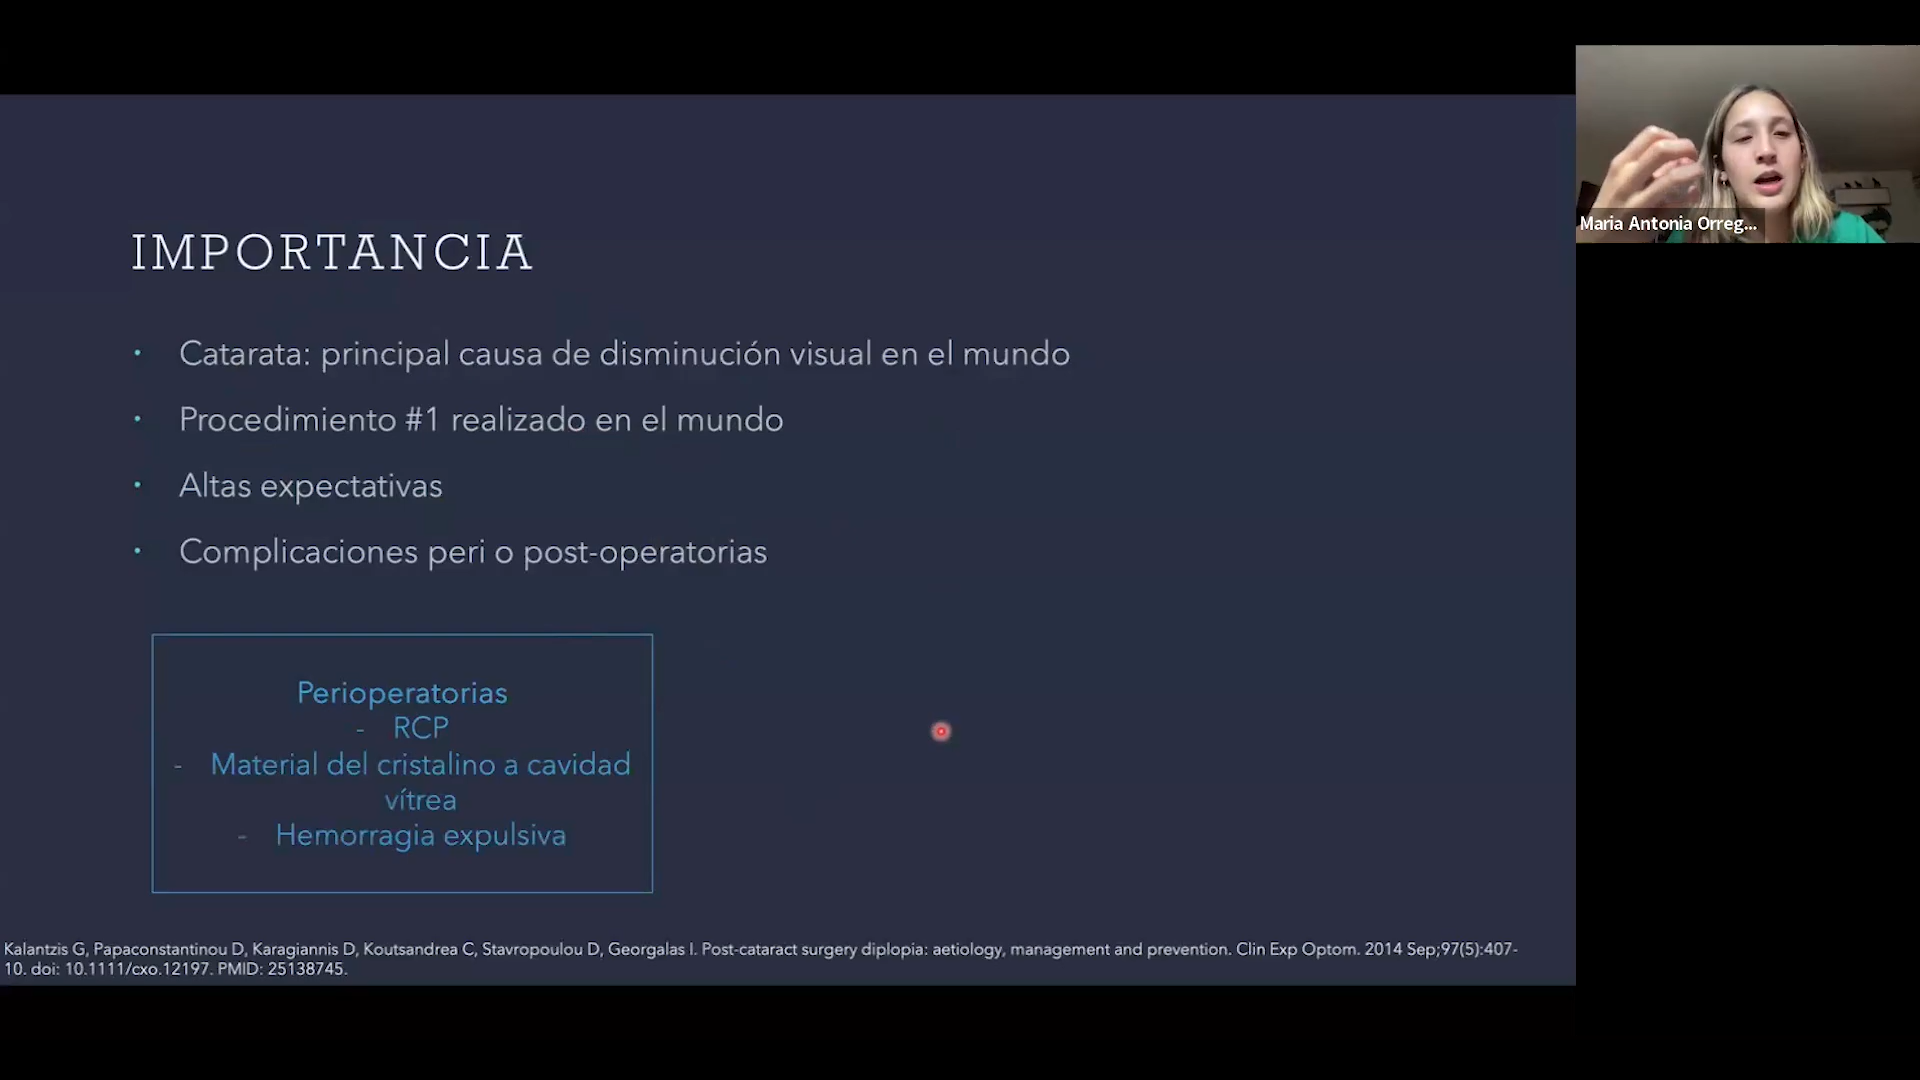 IMPORTANCIA
• Catarata: principal causa de disminución visual en el mundo
• Procedimiento #1 realizado en el mundo
• Altas expectativas
• Complicaciones peri o post-operatorias
Perioperatorias
- RCP
- Material del cristalino a cavidad
vítrea
- Hemorragia expulsiva
Kalantzis G, Papaconstantinou D, Karagiannis D, Koutsandrea C, Stavropoulou D, Georgalas I. Post-cataract surgery diplopia: aetiology, management and prevention. Clin Exp Optom. 2014 Sep;97(5):407-
10. doi: 10.1111/cxo.12197. PMID: 25138745.
Maria Antonia Orreg...